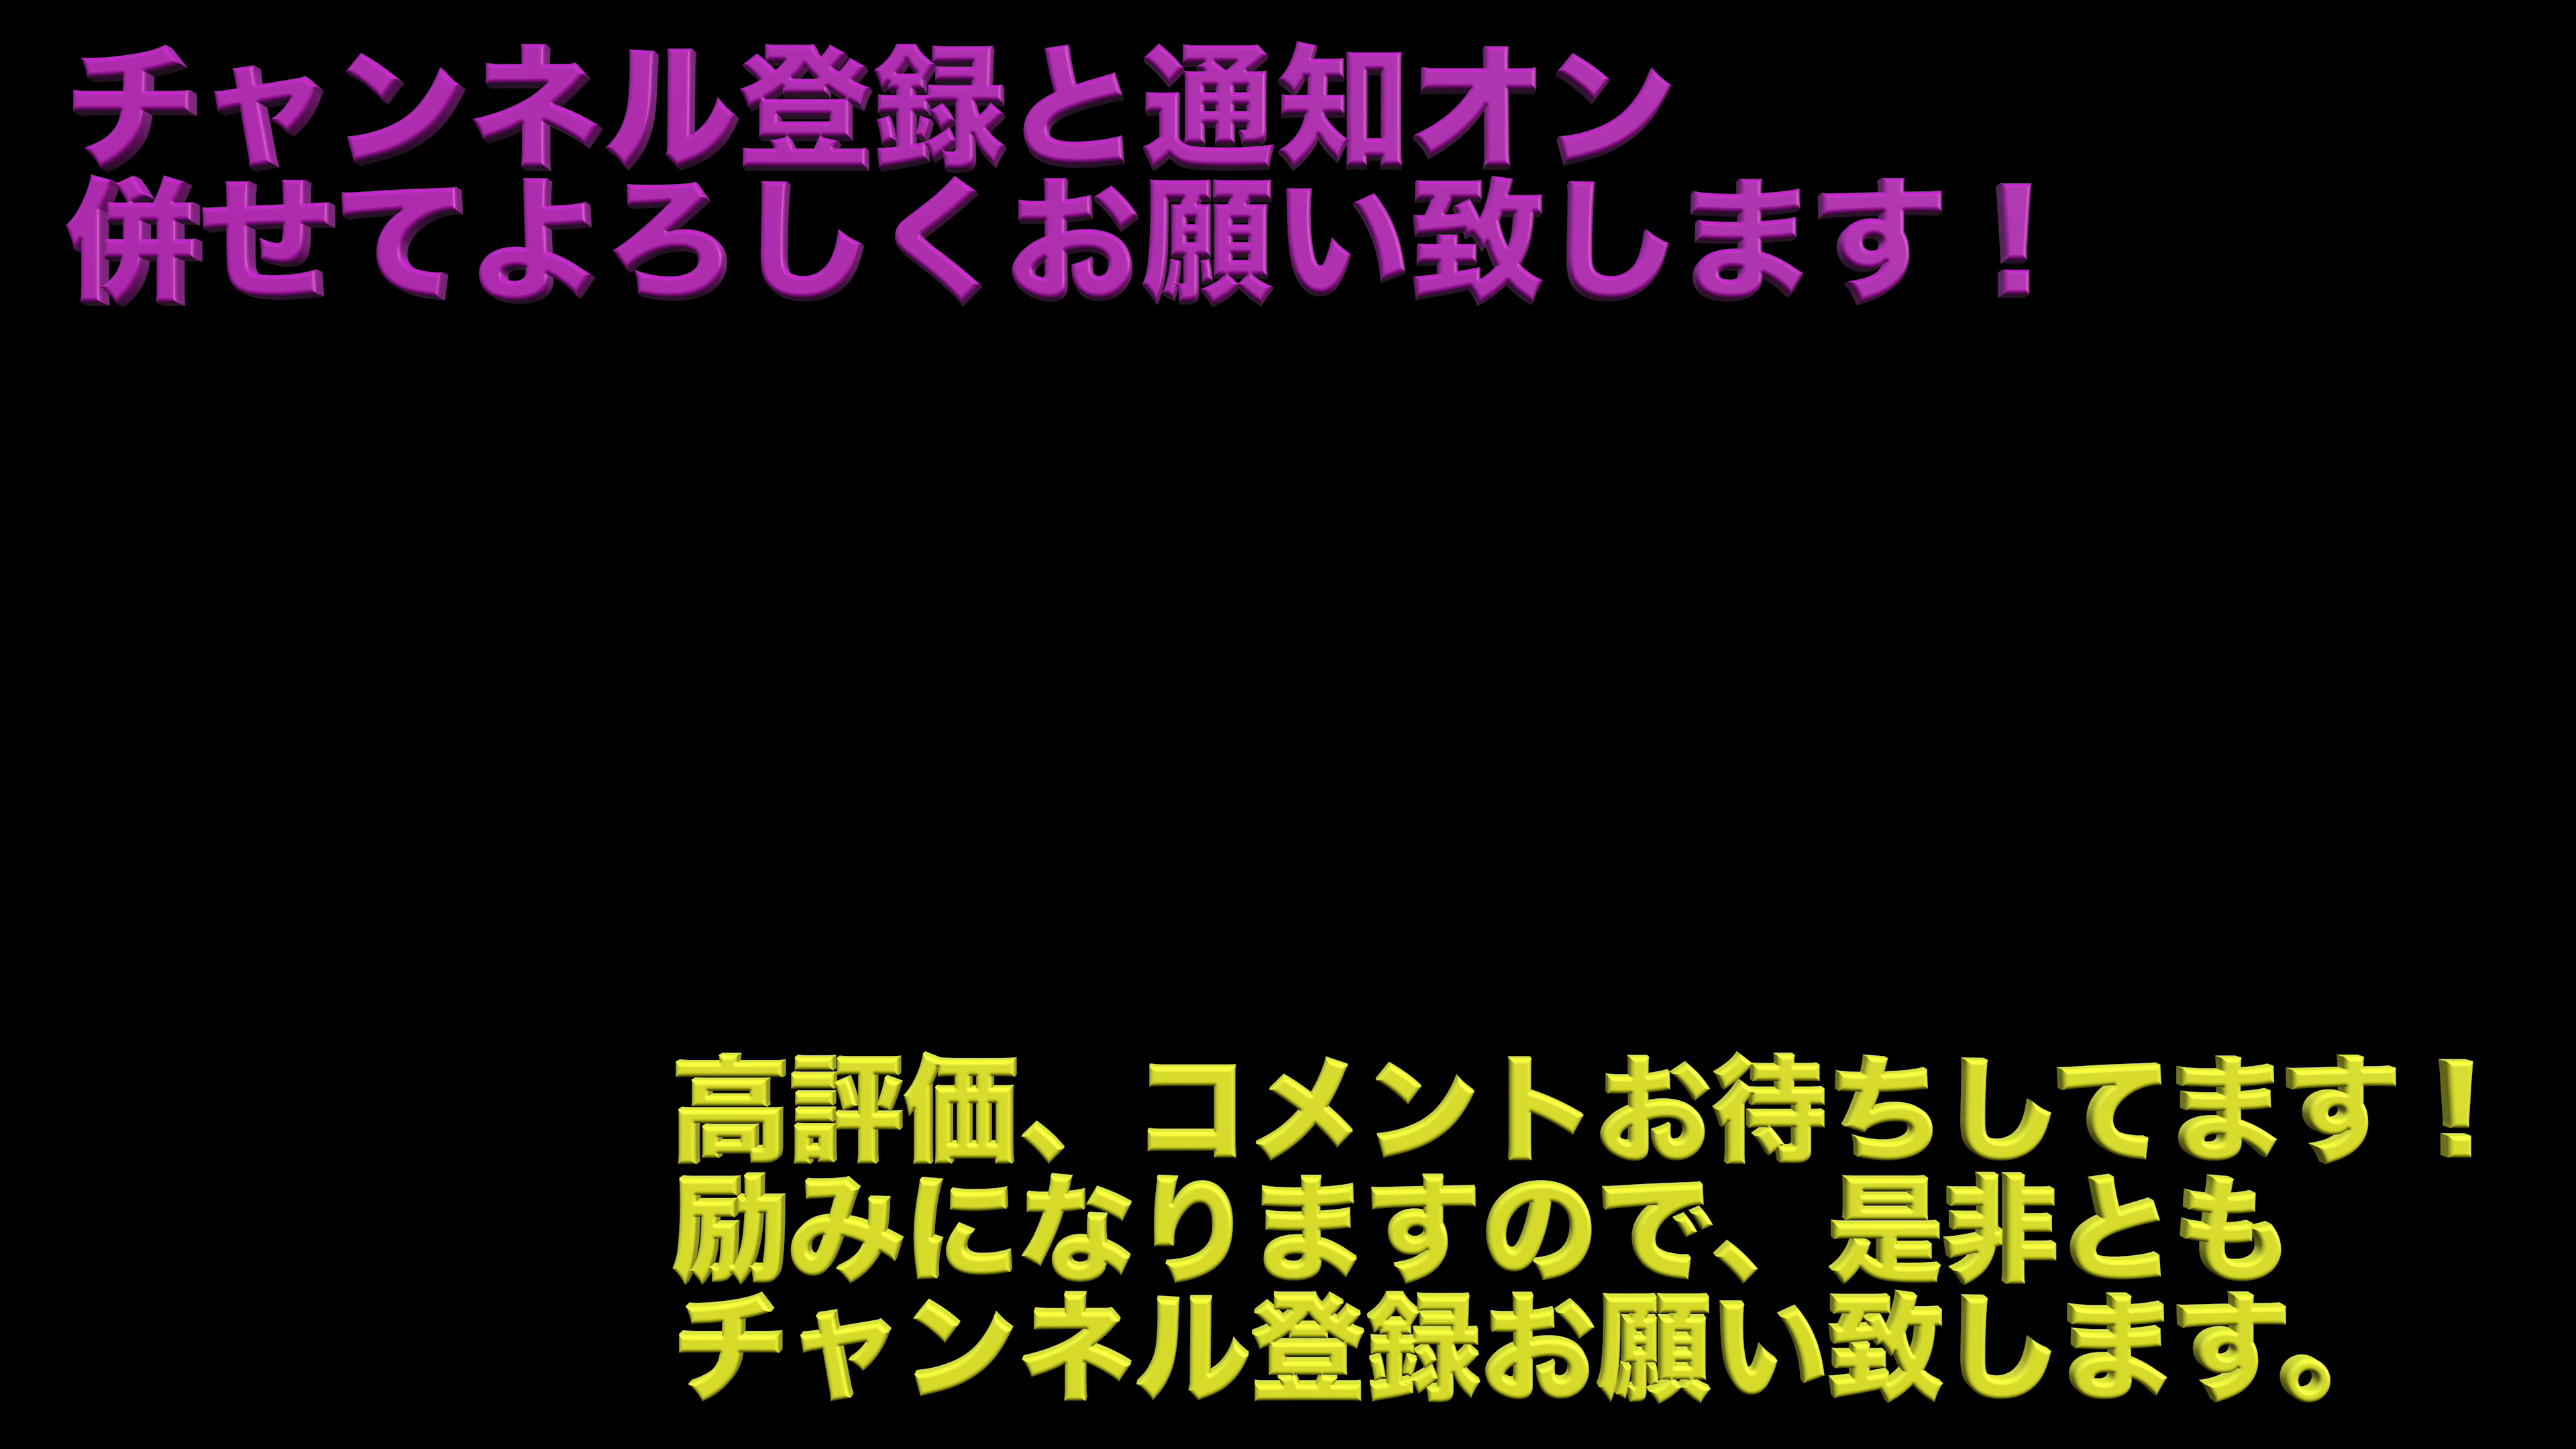 チャンネル登録と通知オン
併せてよろしくお願い致します！
高評価、コメントお待ちしてます！
励みになりますので、是非とも
チャンネル登録お願い致します。